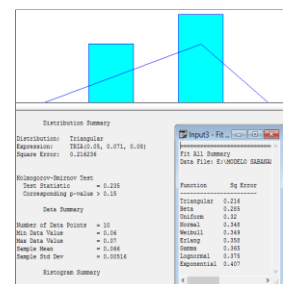 Distribution Summary
Distribution: Triangular
Expression: TRIA(0.05, 0.071, 0.08)
Square Error: 0.216236
Kolmogorov-Smirnov Test
Test Statistic = 0.235
Corresponding p-value > 0.15
Data Summary
Number of Data Points = 10
Min Data Value = 0.06
Max Data Value = 0.07
Sample Mean = 0.066
Sample Std Dev = 0.00516
Histogram Summary
Input3 - Fit ...
Fit All Summary
Data File: E:\MODELO SABANA
Function Sq Error
Triangular 0.216
Beta 0.285
Uniform 0.32
Normal 0.348
Weibull 0.349
Erlang 0.358
Gamma 0.365
Lognormal 0.375
Exponential 0.407